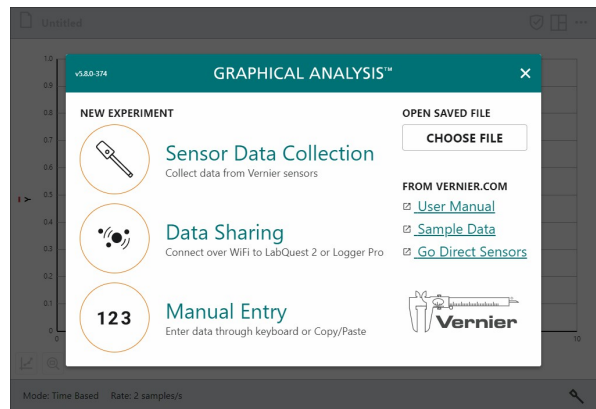 Untitled
v5.8.0-374
GRAPHICAL ANALYSIS™
NEW EXPERIMENT
Sensor Data Collection
Collect data from Vernier sensors
Data Sharing
Connect over WiFi to LabQuest 2 or Logger Pro
123
Manual Entry
Enter data through keyboard or Copy/Paste
OPEN SAVED FILE
CHOOSE FILE
FROM VERNIER.COM
User Manual
Sample Data
Go Direct Sensors
Vernier
1.0
0.9
0.8
0.7
0.6
0.5
0.4
0.3
0.2
0.1
0
Y
0
10
Mode: Time Based Rate: 2 samples/s